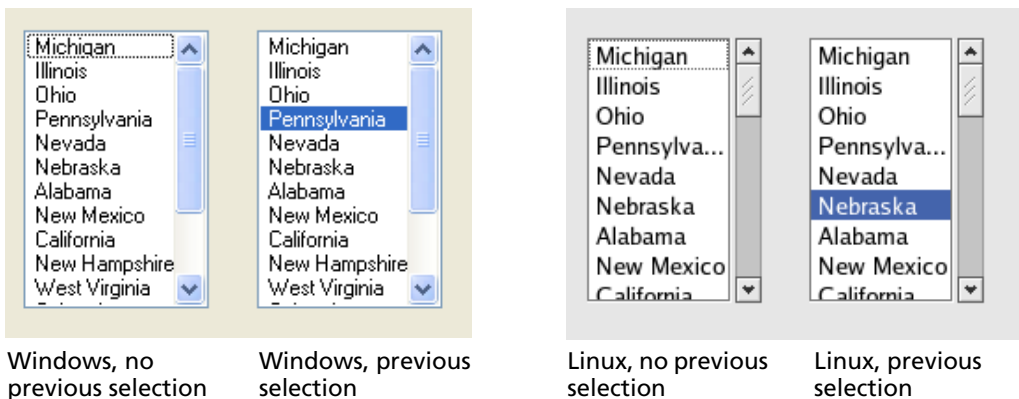 Michigan
Illinois
Ohio
Pennsylvania
Nevada
Nebraska
Alabama
New Mexico
California
New Hampshire
West Virginia
Michigan
Illinois
Ohio
Pennsylvania
Nevada
Nebraska
Alabama
New Mexico
California
New Hampshire
West Virginia
Michigan
Illinois
Ohio
Pennsylva...
Nevada
Nebraska
Alabama
New Mexico
California
Michigan
Illinois
Ohio
Pennsylva...
Nevada
Nebraska
Alabama
New Mexico
California
Windows, no
previous selection
Windows, previous
selection
Linux, no previous
selection
Linux, previous
selection